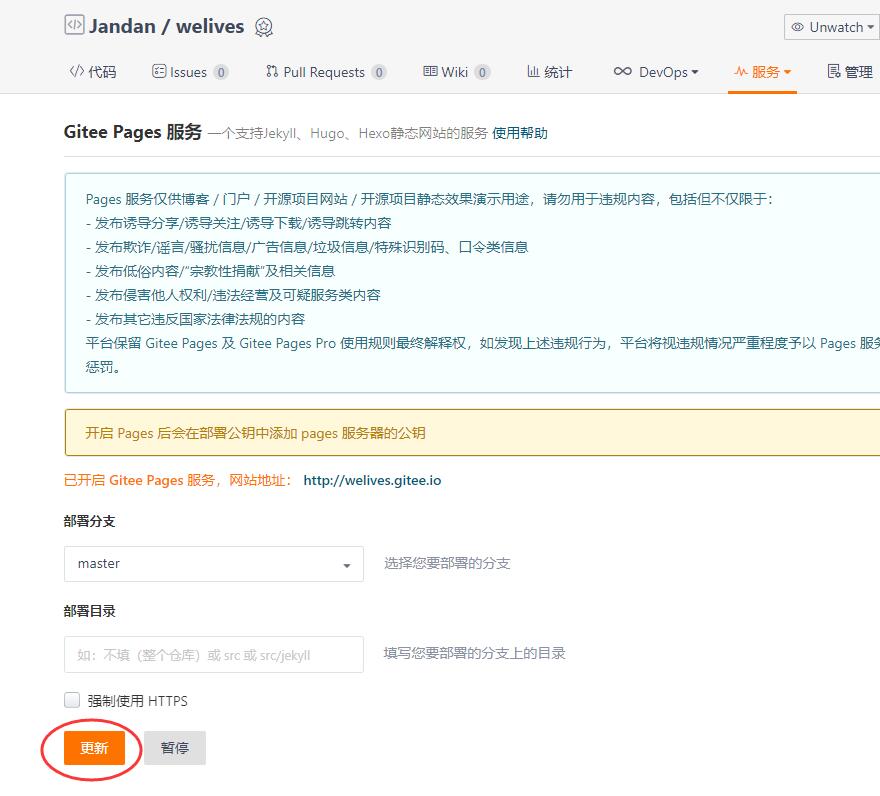 Jandan / welives
Unwatch
代码 Issues 0 Pull Requests 0 Wiki 0 统计 DevOps 服务 管理
Gitee Pages 服务 一个支持Jekyll、Hugo、Hexo静态网站的服务 使用帮助
Pages 服务仅供博客 / 门户 / 开源项目网站 / 开源项目静态效果演示用途，请勿用于违规内容，包括但不仅限于：
- 发布诱导分享/诱导关注/诱导下载/诱导跳转内容
- 发布欺诈/谣言/骚扰信息/广告信息/垃圾信息/特殊识别码、口令类信息
- 发布低俗内容/“宗教性捐献”及相关信息
- 发布侵害他人权利/违法经营及可疑服务类内容
- 发布其它违反国家法律法规的内容
平台保留 Gitee Pages 及 Gitee Pages Pro 使用规则最终解释权，如发现上述违规行为，平台将视违规情况严重程度予以 Pages 服务
惩罚。
开启 Pages 后会在部署公钥中添加 pages 服务器的公钥
已开启 Gitee Pages 服务，网站地址： http://welives.gitee.io
部署分支
master 选择您要部署的分支
部署目录
如：不填（整个仓库）或 src 或 src/jekyll 填写您要部署的分支上的目录
强制使用 HTTPS
更新 暂停